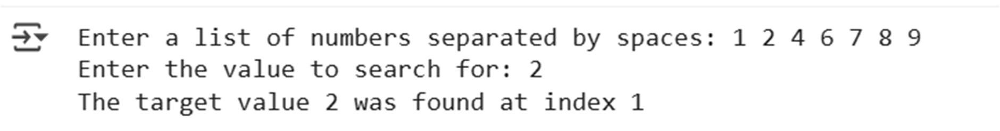 Enter a list of numbers separated by spaces: 1 2 4 6 7 8 9
Enter the value to search for: 2
The target value 2 was found at index 1